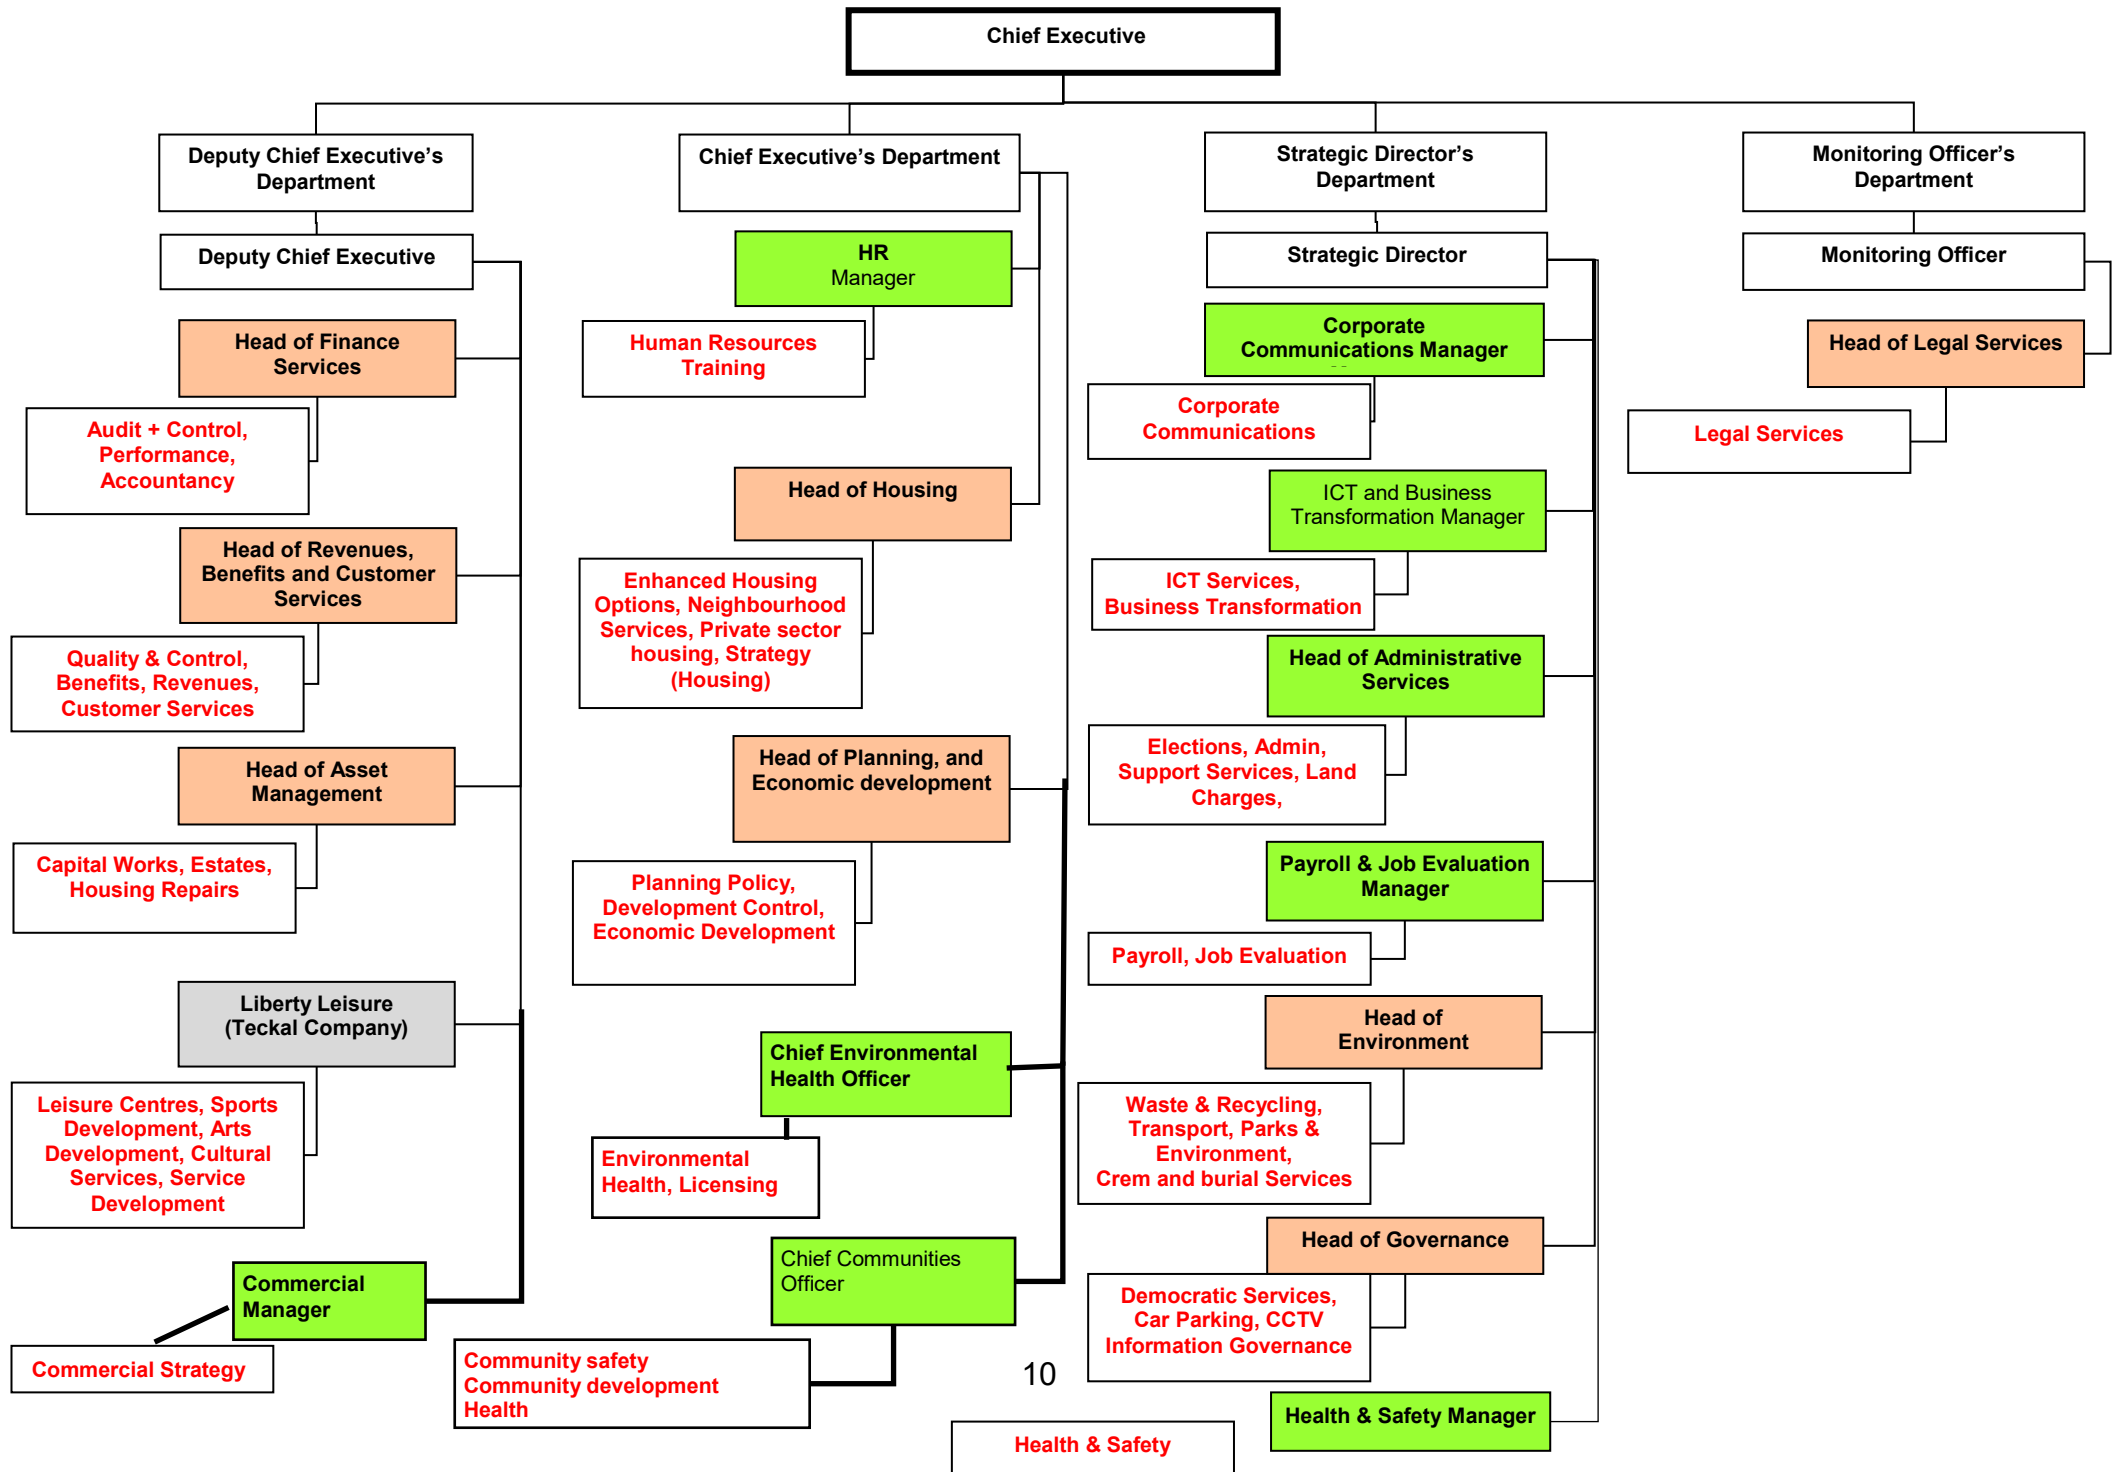 Chief Executive
Deputy Chief Executive’s
Department
Deputy Chief Executive
Head of Finance
Services
Audit + Control,
Performance,
Accountancy
Head of Revenues,
Benefits and Customer
Services
Quality & Control,
Benefits, Revenues,
Customer Services
Head of Asset
Management
Capital Works, Estates,
Housing Repairs
Liberty Leisure
(Teckal Company)
Leisure Centres, Sports
Development, Arts
Development, Cultural
Services, Service
Development
Commercial
Manager
Commercial Strategy
Chief Executive’s Department
HR
Manager
Human Resources
Training
Head of Housing
Enhanced Housing
Options, Neighbourhood
Services, Private sector
housing, Strategy
(Housing)
Head of Planning, and
Economic development
Planning Policy,
Development Control,
Economic Development
Chief Environmental
Health Officer
Environmental
Health, Licensing
Chief Communities
Officer
Community safety
Community development
Health
Strategic Director’s
Department
Strategic Director
Corporate
Communications Manager
Corporate
Communications
ICT and Business
Transformation Manager
ICT Services,
Business Transformation
Head of Administrative
Services
Elections, Admin,
Support Services, Land
Charges,
Payroll & Job Evaluation
Manager
Payroll, Job Evaluation
Head of
Environment
Waste & Recycling,
Transport, Parks &
Environment,
Crem and burial Services
Head of Governance
Democratic Services,
Car Parking, CCTV
Information Governance
Health & Safety Manager
Health & Safety
Monitoring Officer’s
Department
Monitoring Officer
Head of Legal Services
Legal Services
10